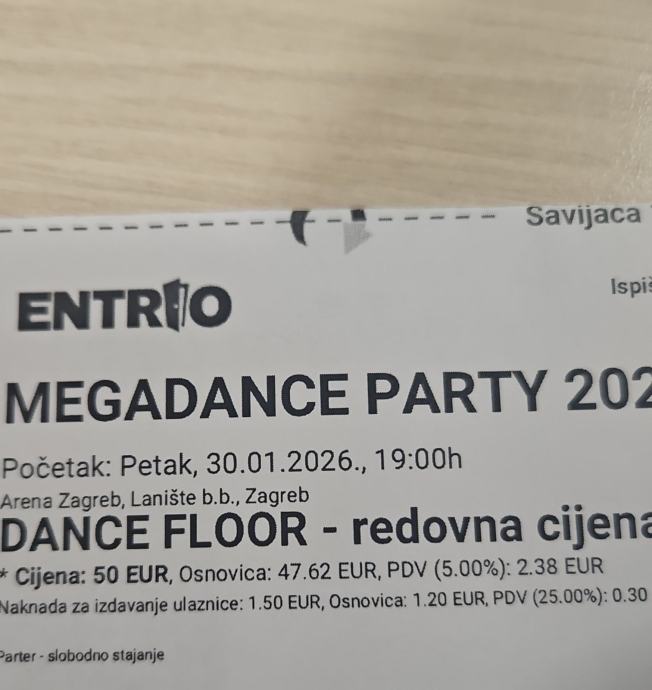 Savijaca
ENTRIO
MEGADANCE PARTY 202
Početak: Petak, 30.01.2026., 19:00h
Arena Zagreb, Lanište b.b., Zagreb
DANCE FLOOR - redovna cijena
* Cijena: 50 EUR, Osnovica: 47.62 EUR, PDV (5.00%): 2.38 EUR
Naknada za izdavanje ulaznice: 1.50 EUR, Osnovica: 1.20 EUR, PDV (25.00%): 0.30
Parter - slobodno stajanje